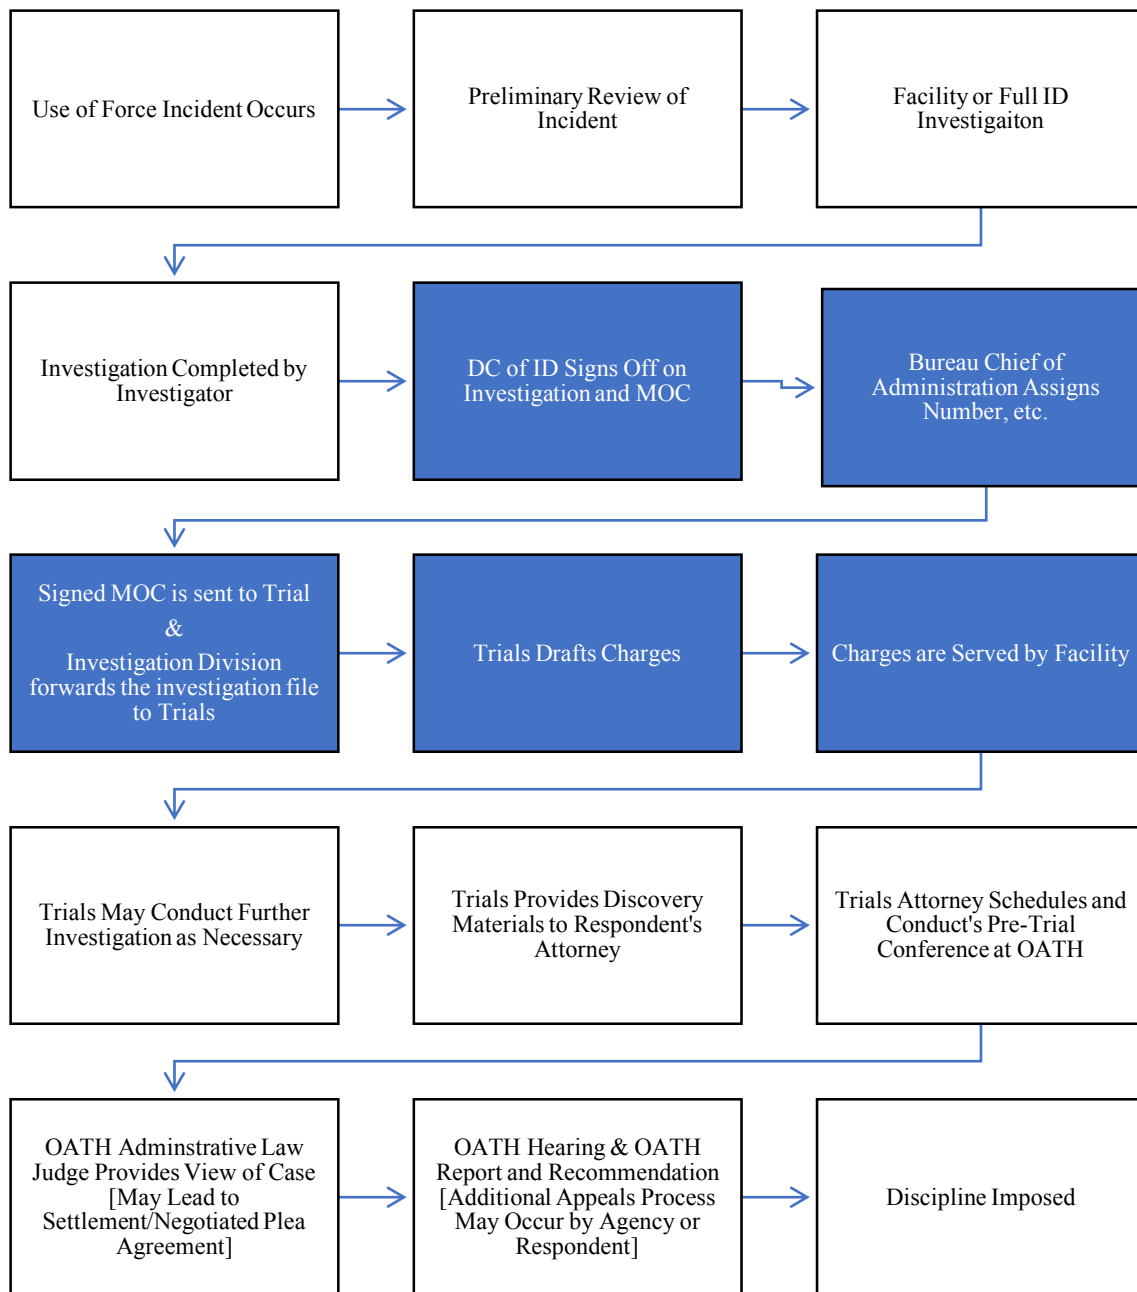 Use of Force Incident Occurs
Preliminary Review of
Incident
Facility or Full ID
Investigaiton
Investigation Completed by
Investigator
DC of ID Signs Off on
Investigation and MOC
Bureau Chief of
Administration Assigns
Number, etc.
Signed MOC is sent to Trial
&
Investigation Division
forwards the investigation file
to Trials
Trials Drafts Charges
Charges are Served by Facility
Trials May Conduct Further
Investigation as Necessary
Trials Provides Discovery
Materials to Respondent's
Attorney
Trials Attorney Schedules and
Conduct's Pre-Trial
Conference at OATH
OATH Adminstrative Law
Judge Provides View of Case
[May Lead to
Settlement/Negotiated Plea
Agreement]
OATH Hearing & OATH
Report and Recommendation
[Additional Appeals Process
May Occur by Agency or
Respondent]
Discipline Imposed